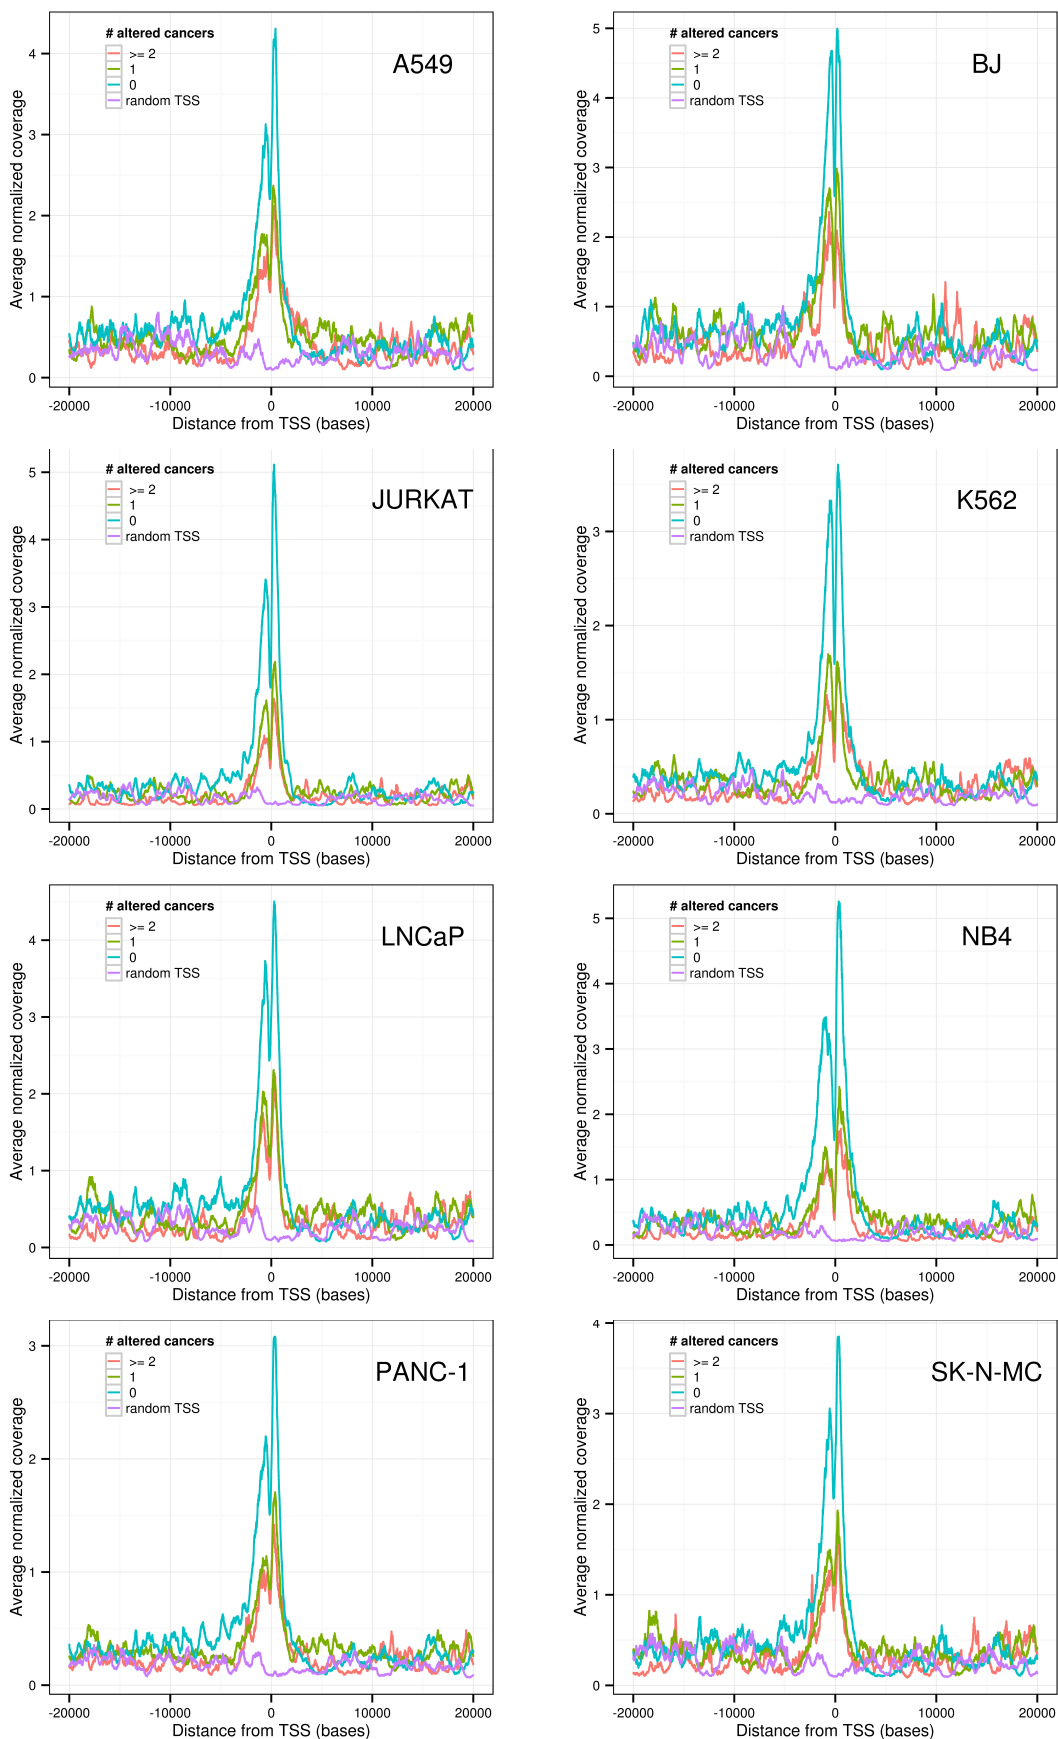 # altered cancers
>= 2
1
0
random TSS
A549
Average normalized coverage
4
3
2
1
0
-20000 -10000 0 10000 20000
Distance from TSS (bases)
# altered cancers
>= 2
1
0
random TSS
BJ
Average normalized coverage
5
4
3
2
1
0
-20000 -10000 0 10000 20000
Distance from TSS (bases)
# altered cancers
>= 2
1
0
random TSS
JURKAT
Average normalized coverage
5
4
3
2
1
0
-20000 -10000 0 10000 20000
Distance from TSS (bases)
# altered cancers
>= 2
1
0
random TSS
K562
Average normalized coverage
3
2
1
0
-20000 -10000 0 10000 20000
Distance from TSS (bases)
# altered cancers
>= 2
1
0
random TSS
LNCaP
Average normalized coverage
4
3
2
1
0
-20000 -10000 0 10000 20000
Distance from TSS (bases)
# altered cancers
>= 2
1
0
random TSS
NB4
Average normalized coverage
5
4
3
2
1
0
-20000 -10000 0 10000 20000
Distance from TSS (bases)
# altered cancers
>= 2
1
0
random TSS
PANC-1
Average normalized coverage
3
2
1
0
-20000 -10000 0 10000 20000
Distance from TSS (bases)
# altered cancers
>= 2
1
0
random TSS
SK-N-MC
Average normalized coverage
4
3
2
1
0
-20000 -10000 0 10000 20000
Distance from TSS (bases)